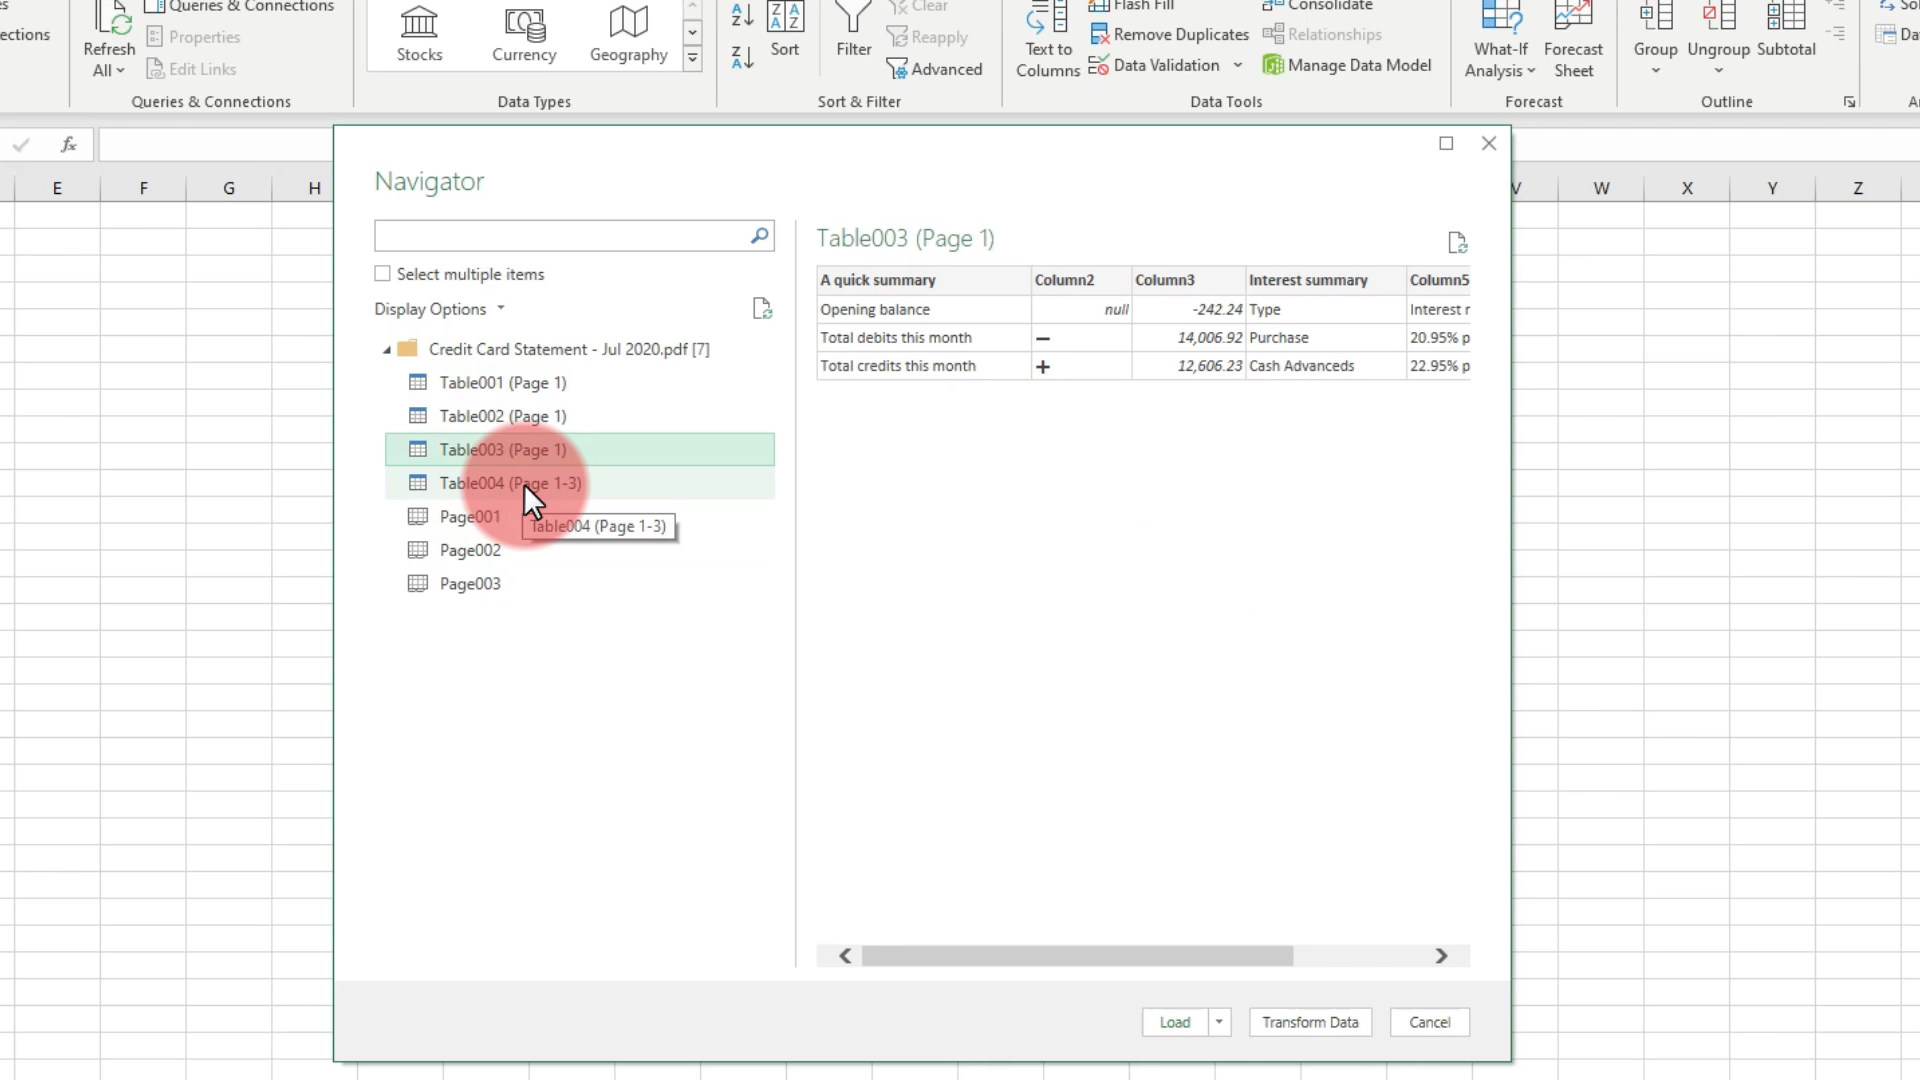 Queries & Connections
ections
Properties
Refresh
All
Edit Links
Queries & Connections
Stocks
Currency
Geography
Data Types
A
Z
Z
A
Z A
A Z
Sort
Filter
Clear
Reapply
Advanced
Sort & Filter
Text to
Columns
Flash Fill
Remove Duplicates
Data Validation
Consolidate
Relationships
Manage Data Model
Data Tools
What-If
Analysis
Forecast
Sheet
Forecast
Group
Ungroup
Subtotal
Outline
fx
E F G H V W X Y Z
Navigator
Select multiple items
Display Options
Credit Card Statement - Jul 2020.pdf [7]
Table001 (Page 1)
Table002 (Page 1)
Table003 (Page 1)
Table004 (Page 1-3)
Page001
Table004 (Page 1-3)
Page002
Page003
Table003 (Page 1)
A quick summary Column2 Column3 Interest summary Column5
Opening balance null -242.24 Type Interest r
Total debits this month − 14,006.92 Purchase 20.95% p
Total credits this month + 12,606.23 Cash Advanceds 22.95% p
Load
Transform Data
Cancel